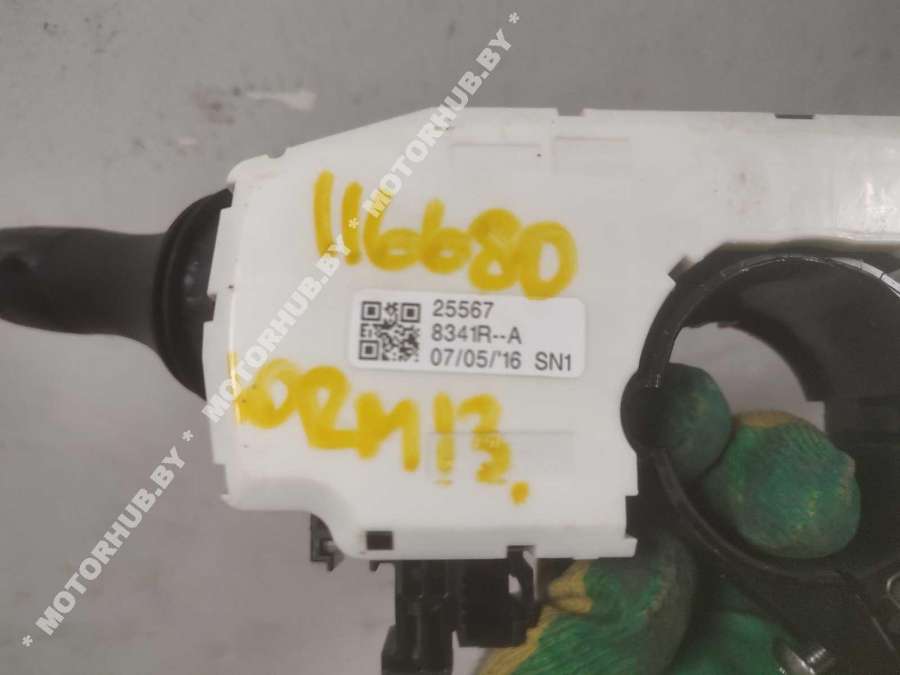 116680
25567
8341R--A
07/05/'16 SN1
* MOTORHUB.BY * MOTORHUB.BY * MOTORHUB.BY *